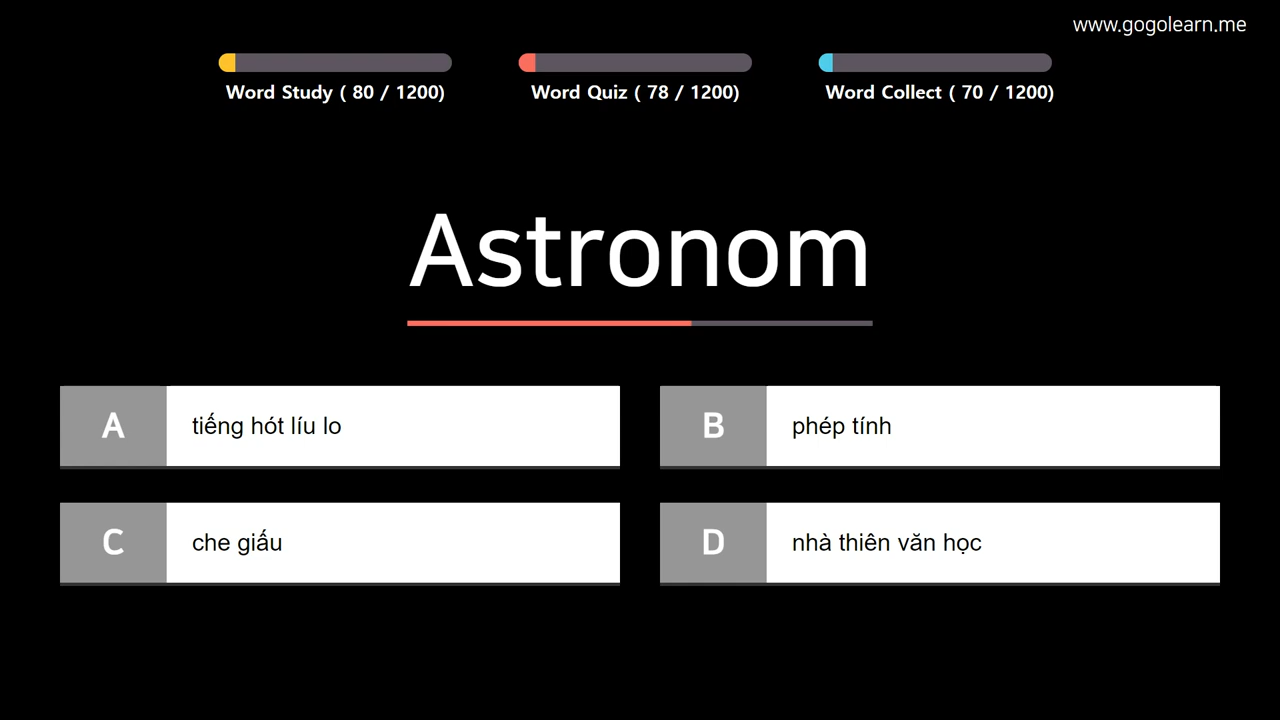 www.gogolearn.me
Word Study ( 80 / 1200)
Word Quiz ( 78 / 1200)
Word Collect ( 70 / 1200)
Astronom
A tiếng hót líu lo
B phép tính
C che giấu
D nhà thiên văn học